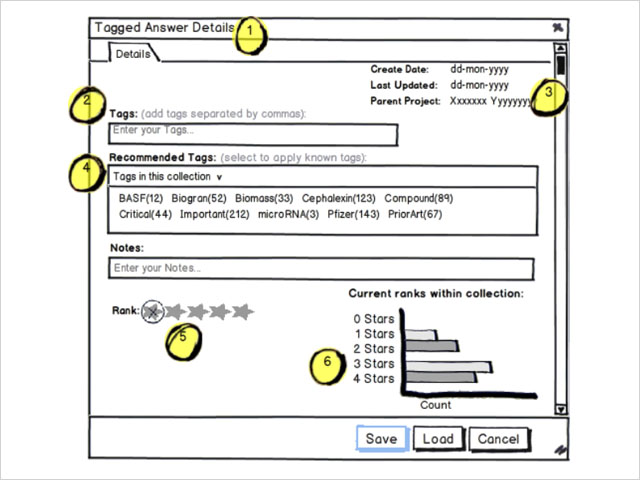 Tagged Answer Details
1
Details
Create Date: dd-mon-yyyy
Last Updated: dd-mon-yyyy
Parent Project: Xxxxxxx Yyyyyyyy
3
2
Tags: (add tags separated by commas):
Enter your Tags...
4
Recommended Tags: (select to apply known tags):
Tags in this collection v
BASF(12) Biogran(52) Biomass(33) Cephalexin(123) Compound(89)
Critical(44) Important(212) microRNA(3) Pfizer(143) PriorArt(67)
Notes:
Enter your Notes...
Rank:
X
5
Current ranks within collection:
0 Stars
1 Stars
2 Stars
3 Stars
4 Stars
6
Count
Save Load Cancel